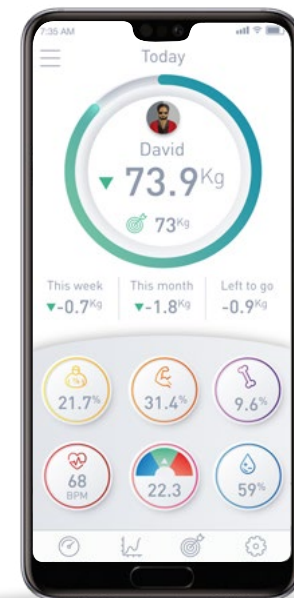 7:35 AM
Today
David
▼ 73.9Kg
73Kg
This week
This month
Left to go
▼-0.7Kg
▼-1.8Kg
-0.9Kg
%
21.7%
31.4%
9.6%
68
BPM
22.3
59%